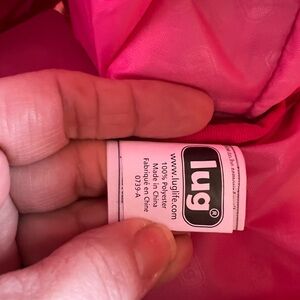 lug®
www.luglife.com
100% Polyester
Made in China
Fabriqué en Chine
0739-A